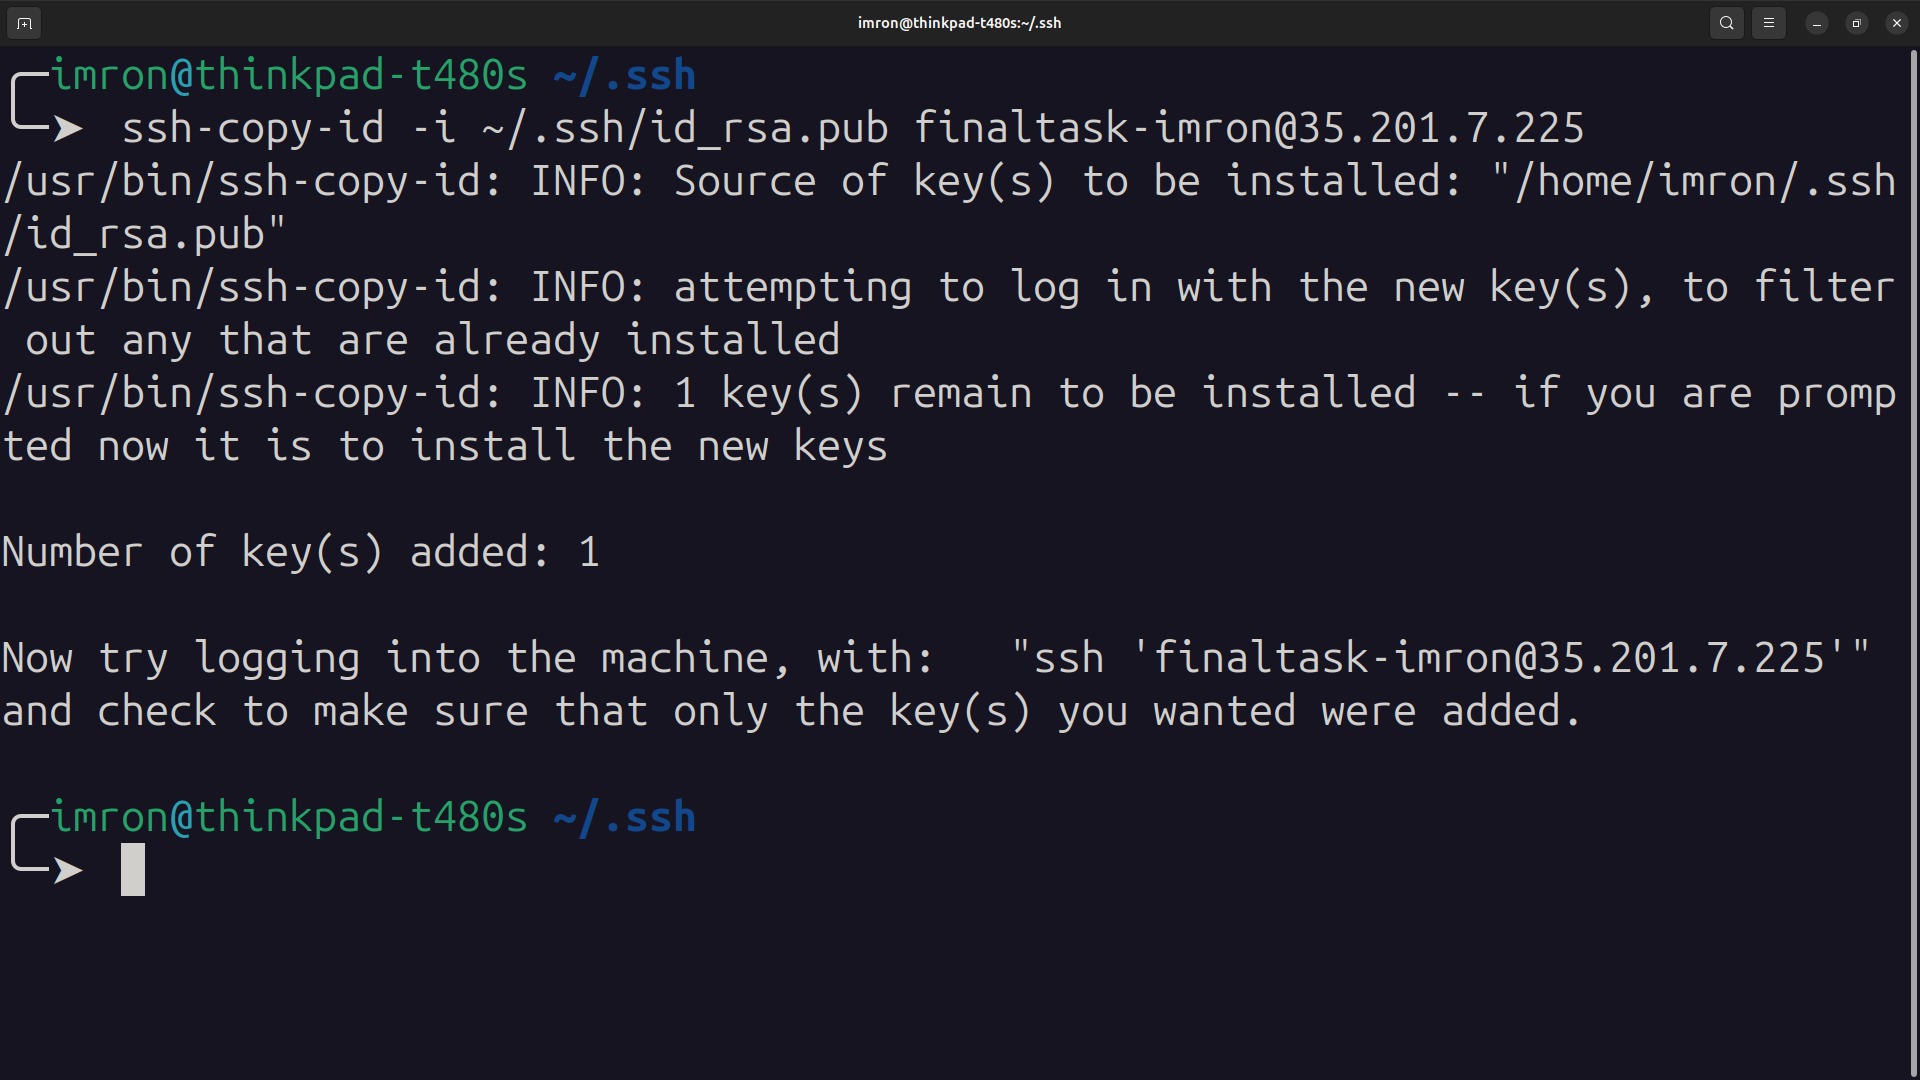 imron@thinkpad-t480s:~/.ssh
imron@thinkpad-t480s ~/.ssh
➤ ssh-copy-id -i ~/.ssh/id_rsa.pub finaltask-imron@35.201.7.225
/usr/bin/ssh-copy-id: INFO: Source of key(s) to be installed: "/home/imron/.ssh
/id_rsa.pub"
/usr/bin/ssh-copy-id: INFO: attempting to log in with the new key(s), to filter
 out any that are already installed
/usr/bin/ssh-copy-id: INFO: 1 key(s) remain to be installed -- if you are promp
ted now it is to install the new keys
Number of key(s) added: 1
Now try logging into the machine, with:   "ssh 'finaltask-imron@35.201.7.225'"
and check to make sure that only the key(s) you wanted were added.
imron@thinkpad-t480s ~/.ssh
➤